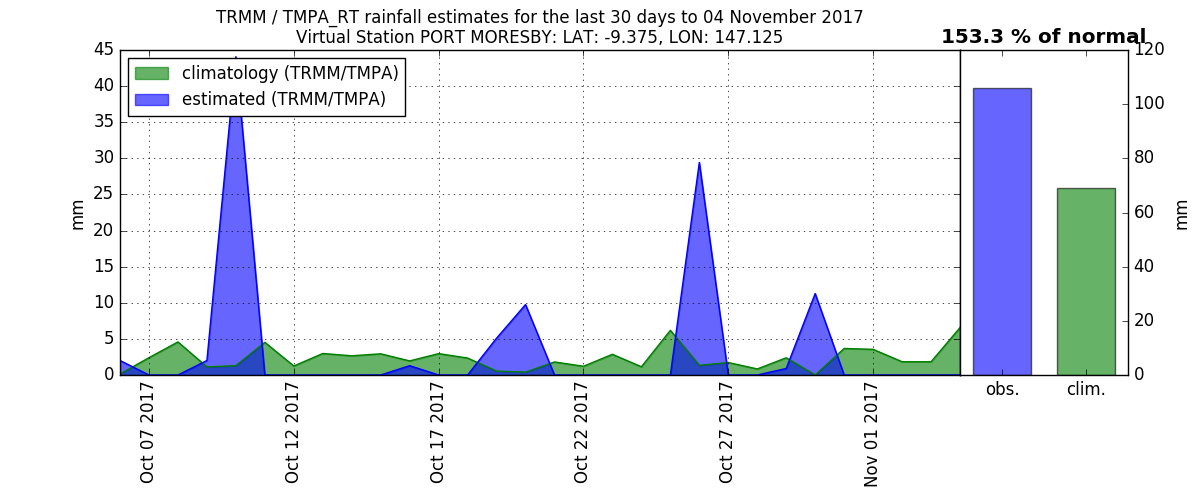 TRMM / TMPA_RT rainfall estimates for the last 30 days to 04 November 2017
Virtual Station PORT MORESBY: LAT: -9.375, LON: 147.125
153.3 % of normal
climatology (TRMM/TMPA)
estimated (TRMM/TMPA)
45
40
35
30
25
20
15
10
5
0
mm
Oct 07 2017
Oct 12 2017
Oct 17 2017
Oct 22 2017
Oct 27 2017
Nov 01 2017
120
100
80
60
40
20
0
mm
obs.
clim.